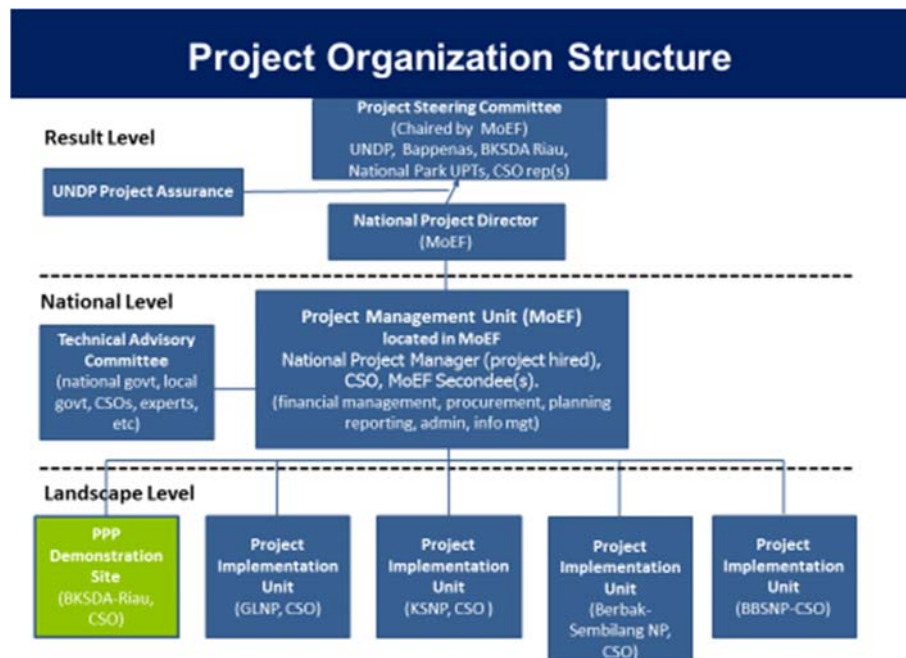 Project Organization Structure
Project Steering Committee
(Chaired by MoEF)
UNDP, Bappenas, BKSDA Riau,
National Park UPTs, CSO rep(s)
Result Level
UNDP Project Assurance
National Project Director
(MoEF)
National Level
Technical Advisory
Committee
(national govt, local
govt, CSOs, experts,
etc)
Project Management Unit (MoEF)
located in MoEF
National Project Manager (project hired),
CSO, MoEF Secondee(s).
(financial management, procurement, planning
reporting, admin, info mgt)
Landscape Level
PPP
Demonstration
Site
(BKSDA-Riau,
CSO)
Project
Implementation
Unit
(GLNP, CSO)
Project
Implementation
Unit
(KSNP, CSO )
Project
Implementation
Unit
(Berbak-
Sembilang NP,
CSO)
Project
Implementation
Unit
(BBSNP-CSO)